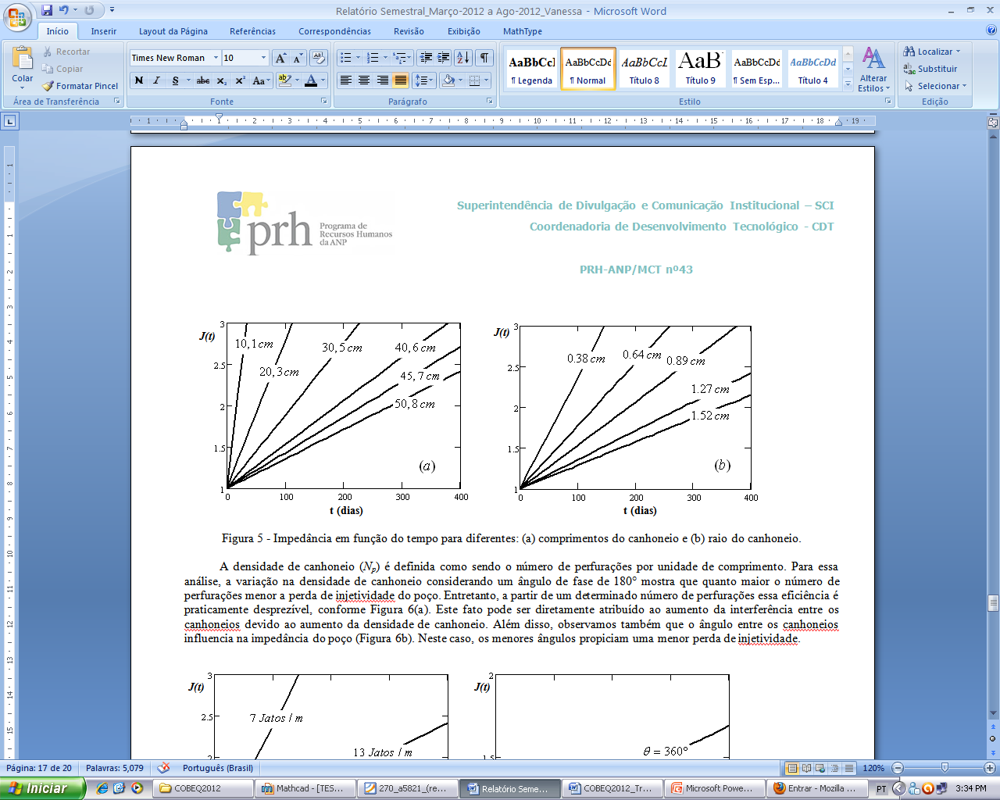 Relatório Semestral_Março-2012 a Ago-2012_Vanessa - Microsoft Word
Início Inserir Layout da Página Referências Correspondências Revisão Exibição MathType
Colar
Recortar
Copiar
Formatar Pincel
Área de Transferência
Times New Roman 10
N I S abc x₂ x² Aa
Fonte
Parágrafo
AaBbCcI AaBbCcDd AaBbCcL AaB AaBbCcDd AaBbCcDd
¶ Legenda ¶ Normal Título 8 Título 9 ¶ Sem Esp... Título 4
Alterar Estilos
Estilo
Localizar
Substituir
Selecionar
Edição
1 1 2 3 4 5 6 7 8 9 10 11 12 13 14 15 16 17 18 19
prh Programa de
Recursos Humanos
da ANP
Superintendência de Divulgação e Comunicação Institucional – SCI
Coordenadoria de Desenvolvimento Tecnológico - CDT
PRH-ANP/MCT nº43
J(t)
3
2.5
2
1.5
1
10,1 cm
20,3 cm
30,5 cm
40,6 cm
45,7 cm
50,8 cm
(a)
0 100 200 300 400
t (dias)
J(t)
3
2.5
2
1.5
1
0.38 cm
0.64 cm
0.89 cm
1.27 cm
1.52 cm
(b)
0 100 200 300 400
t (dias)
Figura 5 - Impedância em função do tempo para diferentes: (a) comprimentos do canhoneio e (b) raio do canhoneio.
A densidade de canhoneio (Np) é definida como sendo o número de perfurações por unidade de comprimento. Para essa
análise, a variação na densidade de canhoneio considerando um ângulo de fase de 180° mostra que quanto maior o número de
perfurações menor a perda de injetividade do poço. Entretanto, a partir de um determinado número de perfurações essa eficiência é
praticamente desprezível, conforme Figura 6(a). Este fato pode ser diretamente atribuído ao aumento da interferência entre os
canhoneios devido ao aumento da densidade de canhoneio. Além disso, observamos também que o ângulo entre os canhoneios
influencia na impedância do poço (Figura 6b). Neste caso, os menores ângulos propiciam uma menor perda de injetividade.
J(t)
3
2.5
2
7 Jatos / m
13 Jatos / m
J(t)
2
1.5
θ = 360°
Página: 17 de 20 Palavras: 5,079 Português (Brasil) 120%
Iniciar COBEQ2012 Mathcad - [TES... 270_a5821_(re... Relatório Seme... COBEQ2012_Tr... Microsoft Powe... Entrar - Mozilla ... PT 3:34 PM